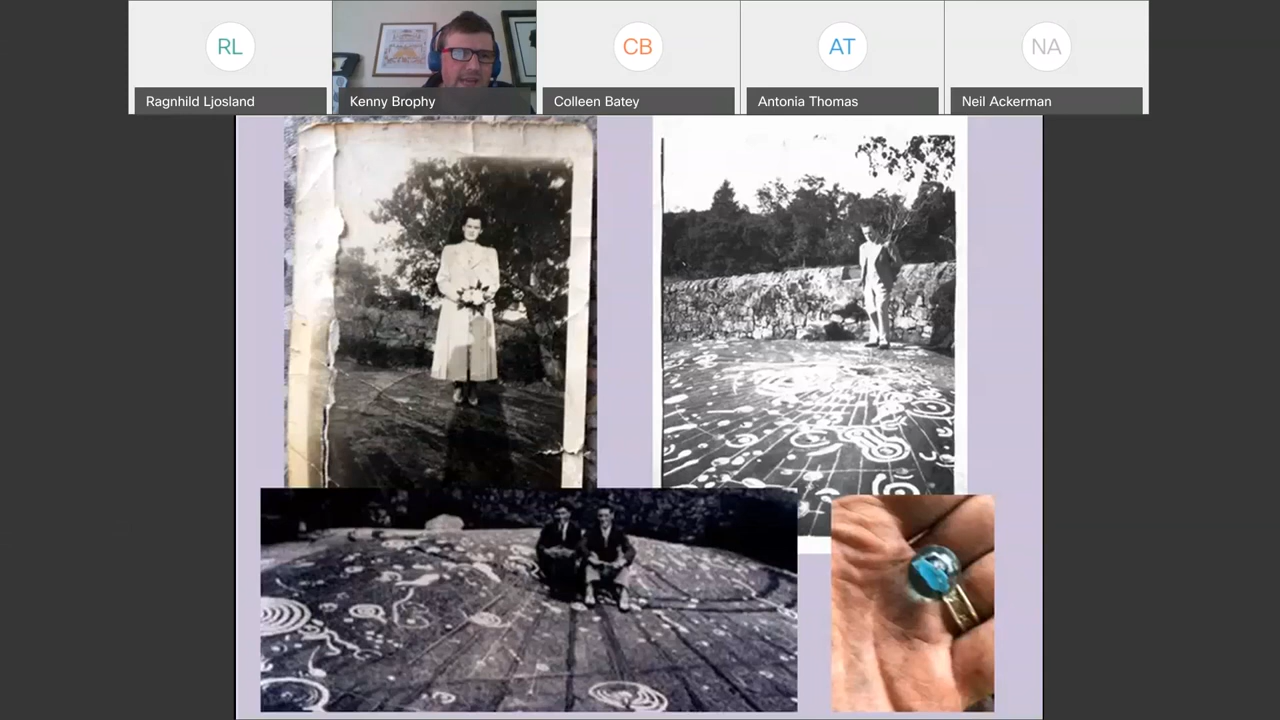 RL
Ragnhild Ljosland
Kenny Brophy
CB
Colleen Batey
AT
Antonia Thomas
NA
Neil Ackerman